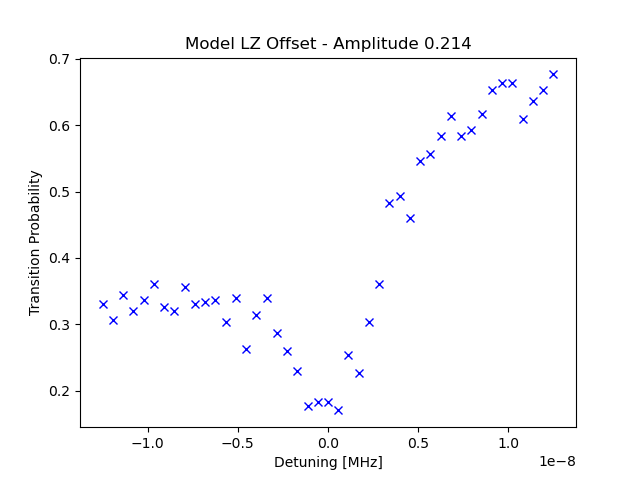 Model LZ Offset - Amplitude 0.214
Transition Probability
0.7
0.6
0.5
0.4
0.3
0.2
−1.0 −0.5 0.0 0.5 1.0
1e−8
Detuning [MHz]